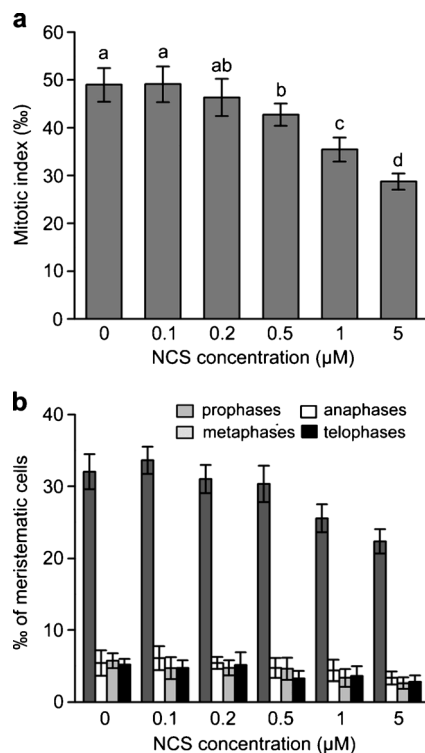 a
60
50
40
30
20
10
0
Mitotic index (‰)
a a ab b c d
0 0.1 0.2 0.5 1 5
NCS concentration (µM)
b
40
30
20
10
0
‰ of meristematic cells
prophases anaphases
metaphases telophases
0 0.1 0.2 0.5 1 5
NCS concentration (µM)